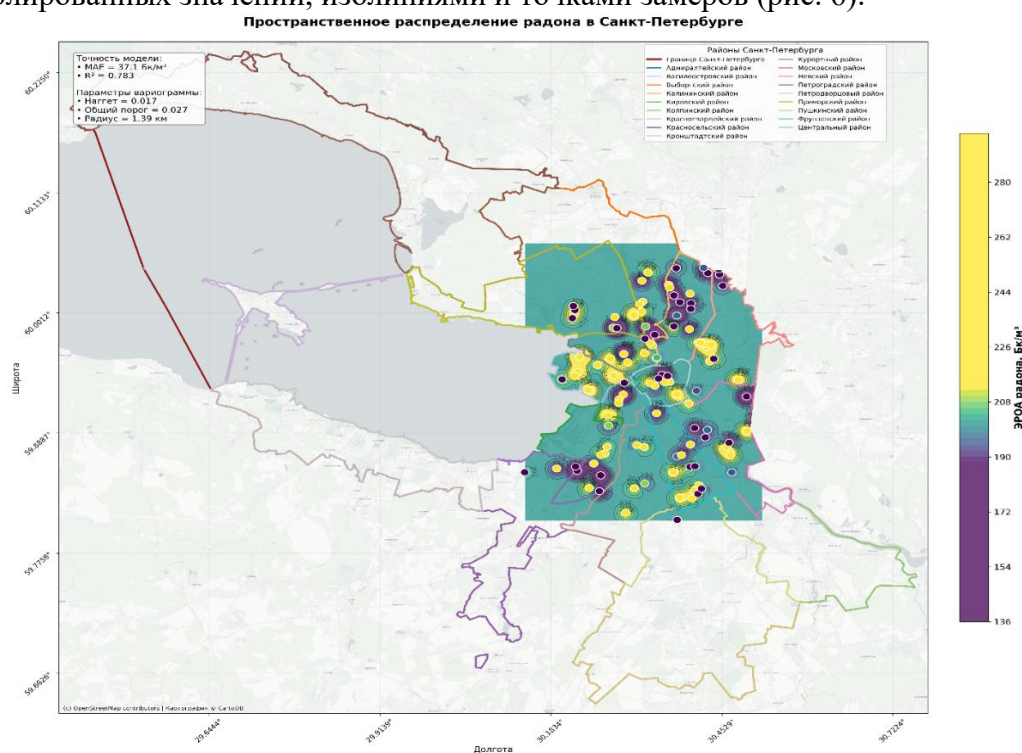 олированных значений, изолиниями и точками замеров (рис. 6).
Пространственное распределение радона в Санкт-Петербурге
Точность модели:
• MAE = 37.1 Бк/м³
• R² = 0.783
Параметры вариограммы:
• Наггет = 0.017
• Общий порог = 0.027
• Радиус = 1.39 км
Районы Санкт-Петербурга
Граница Санкт-Петербурга
Адмиралтейский район
Василеостровский район
Выборгский район
Калининский район
Кировский район
Колпинский район
Красногвардейский район
Красносельский район
Кронштадтский район
Курортный район
Московский район
Невский район
Петроградский район
Петродворцовый район
Приморский район
Пушкинский район
Фрунзенский район
Центральный район
60.2250°
60.1133°
60.0012°
59.8887°
59.7758°
59.6626°
Широта
280
262
244
226
208
190
172
154
136
ЭРОА радона, Бк/м³
(c) OpenStreetMap contributors | Картография © CartoDB
29.6444°
29.9139°
30.1834°
30.4529°
30.7224°
Долгота